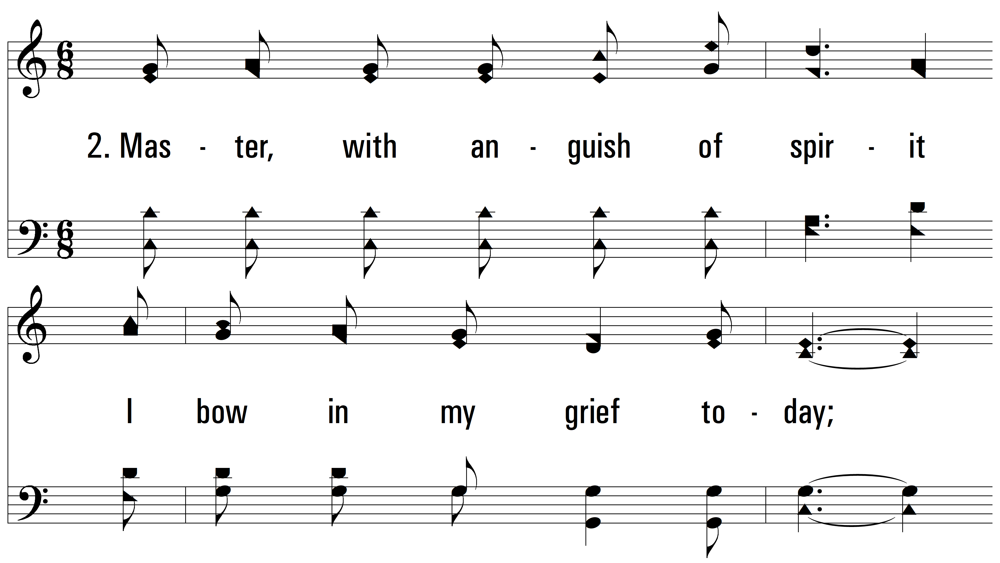 2. Mas - ter, with an - guish of spir - it
I bow in my grief to - day;